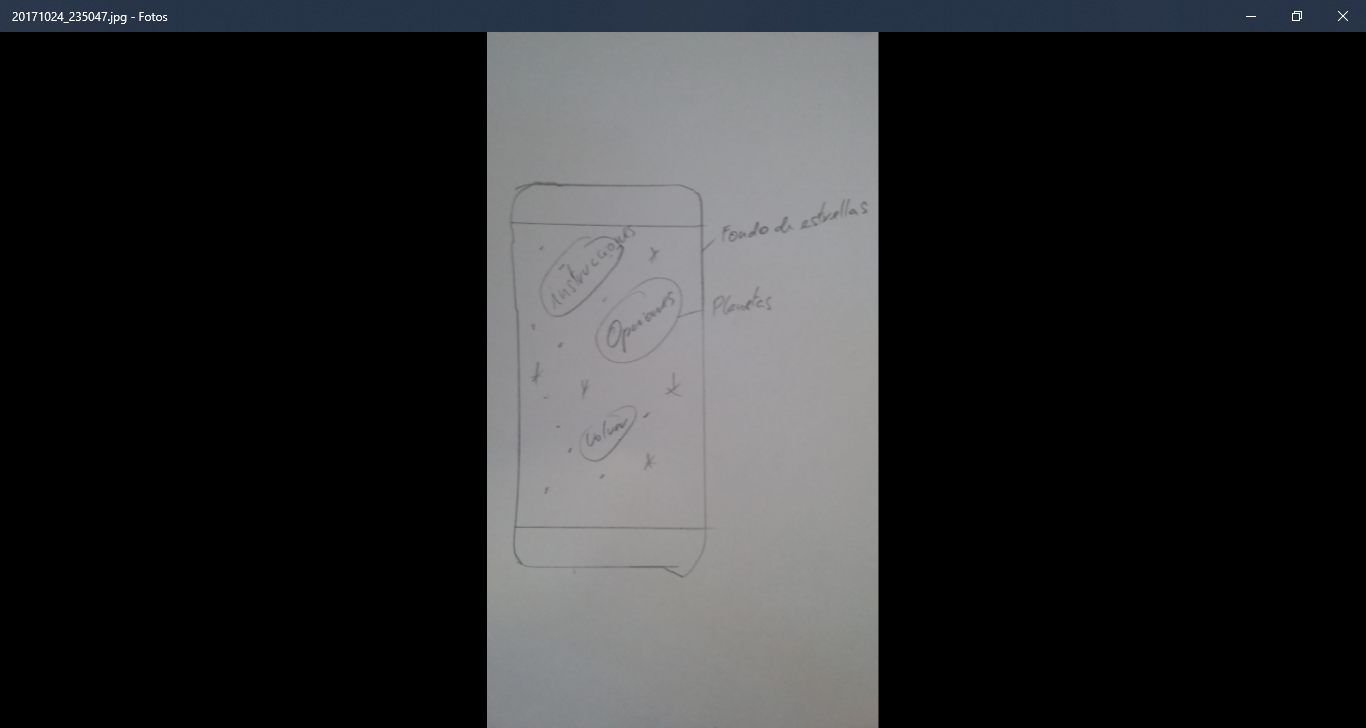 20171024_235047.jpg - Fotos
instrucciones
Fondo de estrellas
Opciones
Planetas
Volver